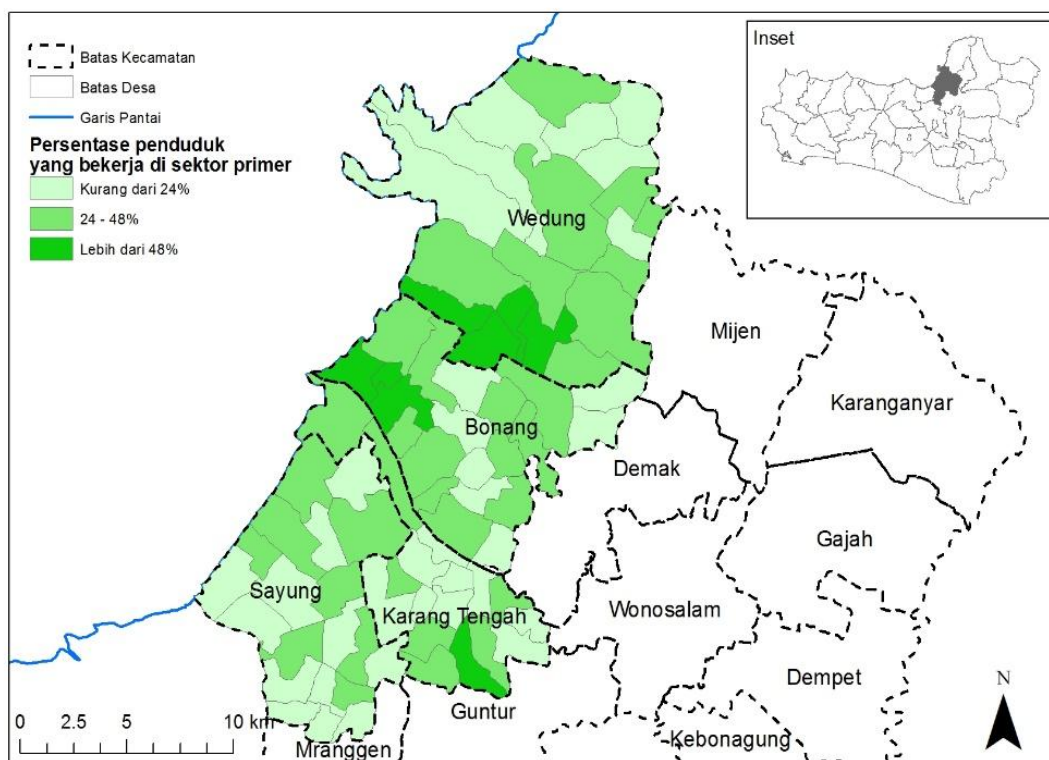 Batas Kecamatan
Batas Desa
Garis Pantai
Persentase penduduk
yang bekerja di sektor primer
Kurang dari 24%
24 - 48%
Lebih dari 48%
Inset
Wedung
Mijen
Karanganyar
Bonang
Demak
Gajah
Sayung
Karang Tengah
Wonosalam
Dempet
Guntur
Mranggen
Kebonagung
0 2.5 5 10 km
N